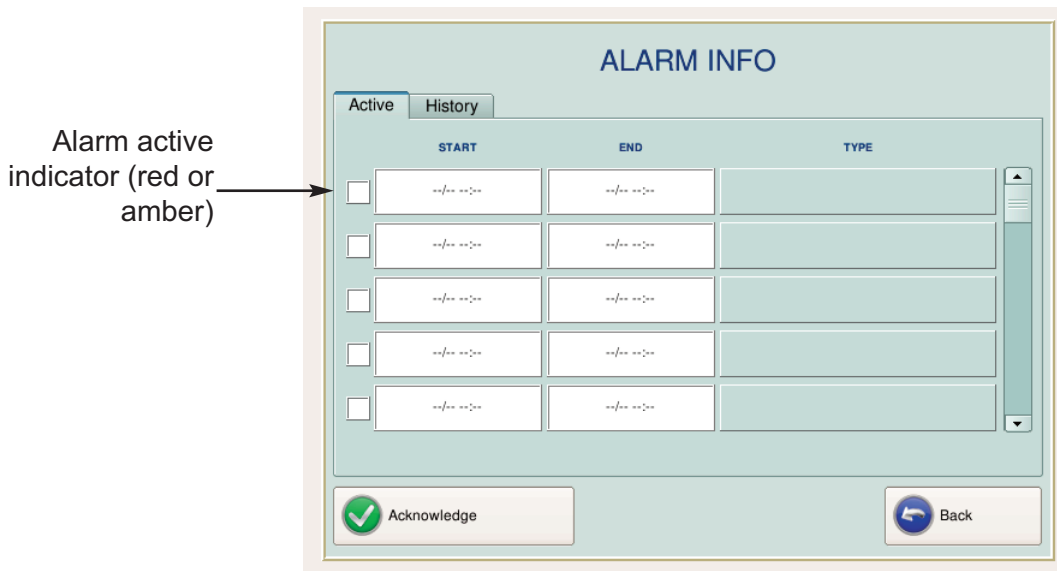 ALARM INFO
Active History
Alarm active
indicator (red or
amber)
START END TYPE
--/-- --:-- --/-- --:--
--/-- --:-- --/-- --:--
--/-- --:-- --/-- --:--
--/-- --:-- --/-- --:--
--/-- --:-- --/-- --:--
Acknowledge Back